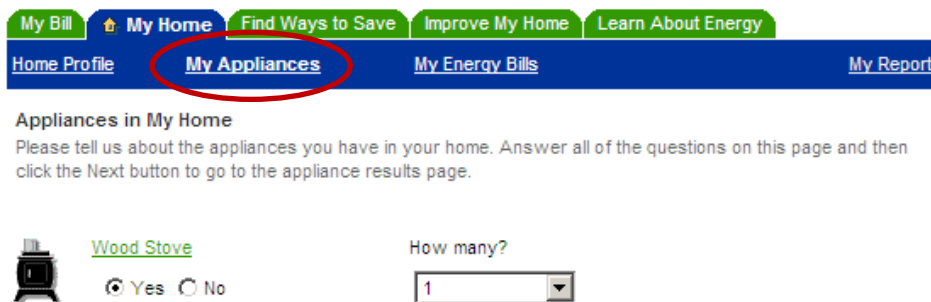 My Bill My Home Find Ways to Save Improve My Home Learn About Energy
Home Profile My Appliances My Energy Bills My Report
Appliances in My Home
Please tell us about the appliances you have in your home. Answer all of the questions on this page and then
click the Next button to go to the appliance results page.
Wood Stove How many?
Yes No 1